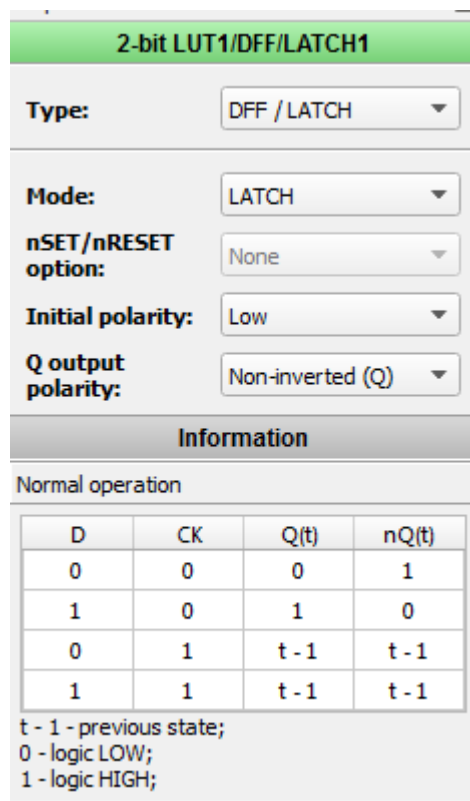 2-bit LUT1/DFF/LATCH1
Type: DFF / LATCH
Mode: LATCH
nSET/nRESET
option: None
Initial polarity: Low
Q output
polarity: Non-inverted (Q)
Information
Normal operation
D CK Q(t) nQ(t)
0 0 0 1
1 0 1 0
0 1 t - 1 t - 1
1 1 t - 1 t - 1
t - 1 - previous state;
0 - logic LOW;
1 - logic HIGH;